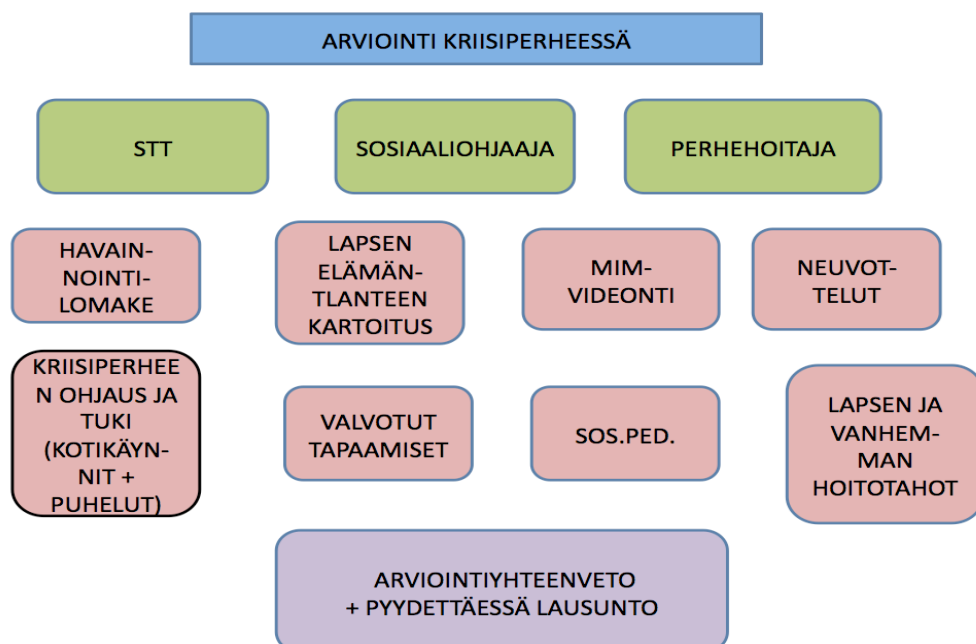 ARVIOINTI KRIISIPERHEESSÄ
STT
SOSIAALIOHJAAJA
PERHEHOITAJA
HAVAIN-
NOINTI-
LOMAKE
LAPSEN
ELÄMÄN-
TLANTEEN
KARTOITUS
MIM-
VIDEONTI
NEUVOT-
TELUT
KRIISIPERHEE
N OHJAUS JA
TUKI
(KOTIKÄYN-
NIT +
PUHELUT)
VALVOTUT
TAPAAMISET
SOS.PED.
LAPSEN JA
VANHEM-
MAN
HOITOTAHOT
ARVIOINTIYHTEENVETO
+ PYYDETTÄESSÄ LAUSUNTO